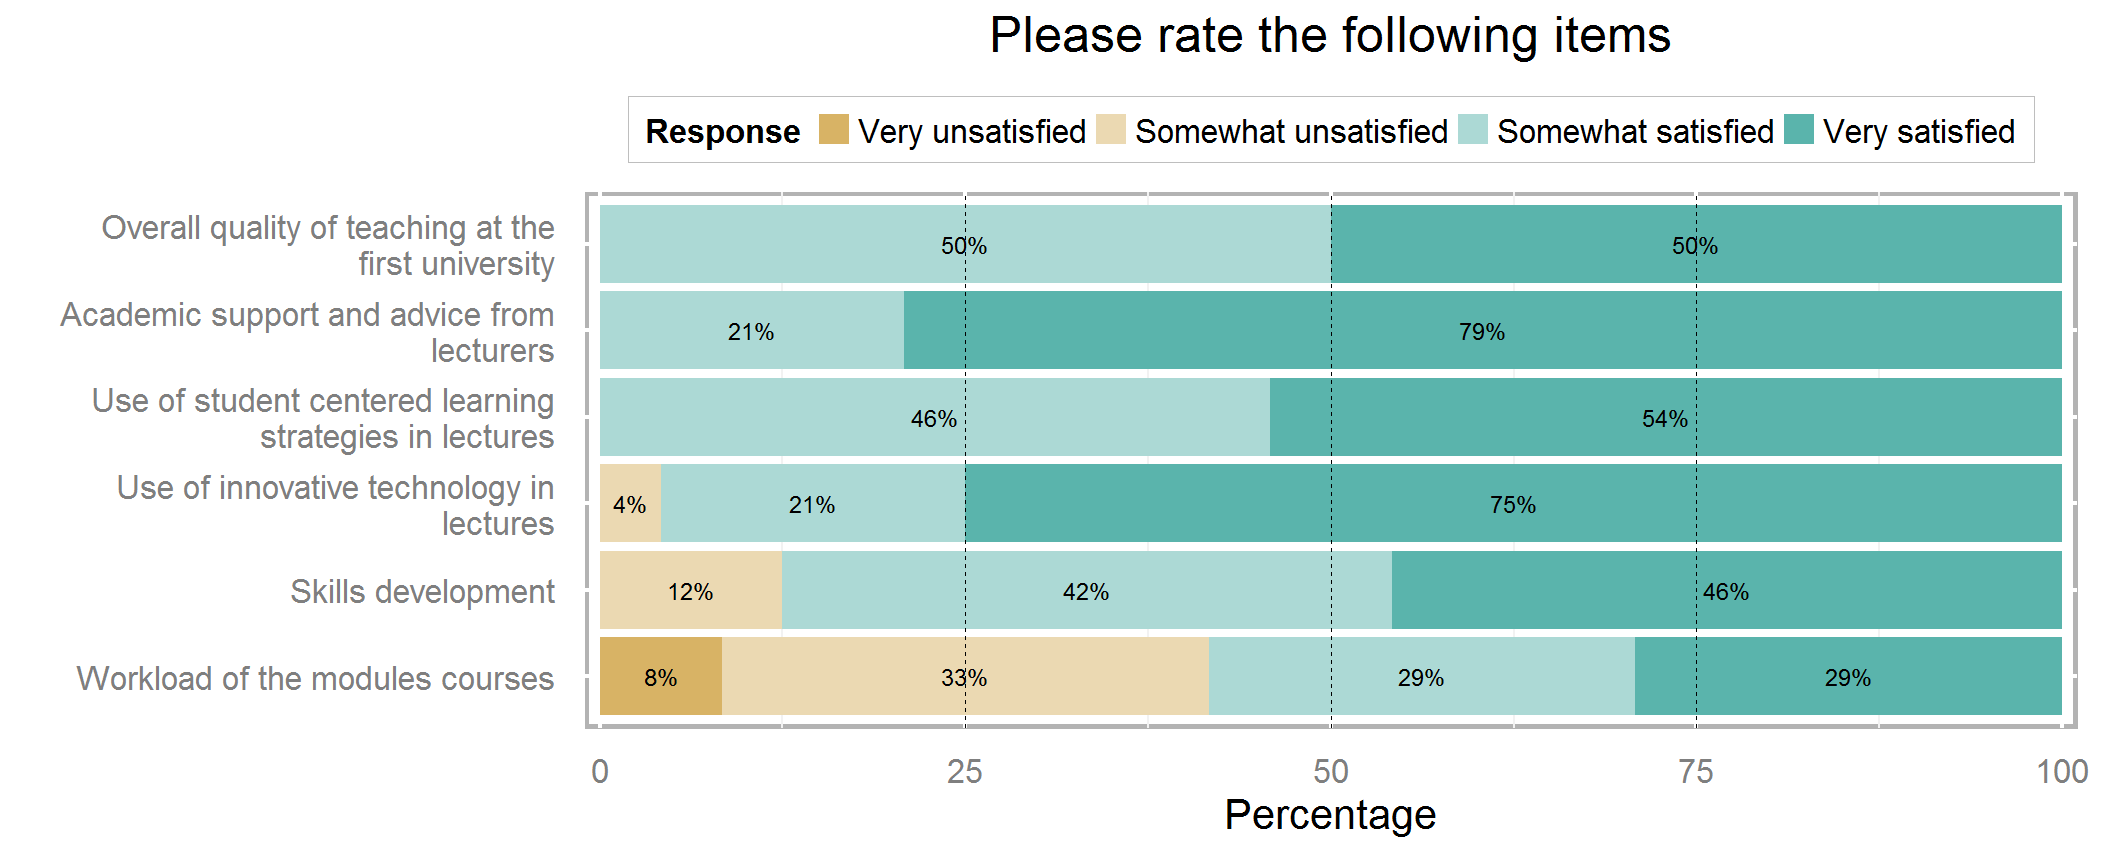 Please rate the following items
Response Very unsatisfied Somewhat unsatisfied Somewhat satisfied Very satisfied
Overall quality of teaching at the
first university
50% 50%
Academic support and advice from
lecturers
21% 79%
Use of student centered learning
strategies in lectures
46% 54%
Use of innovative technology in
lectures
4% 21% 75%
Skills development
12% 42% 46%
Workload of the modules courses
8% 33% 29% 29%
0 25 50 75 100
Percentage